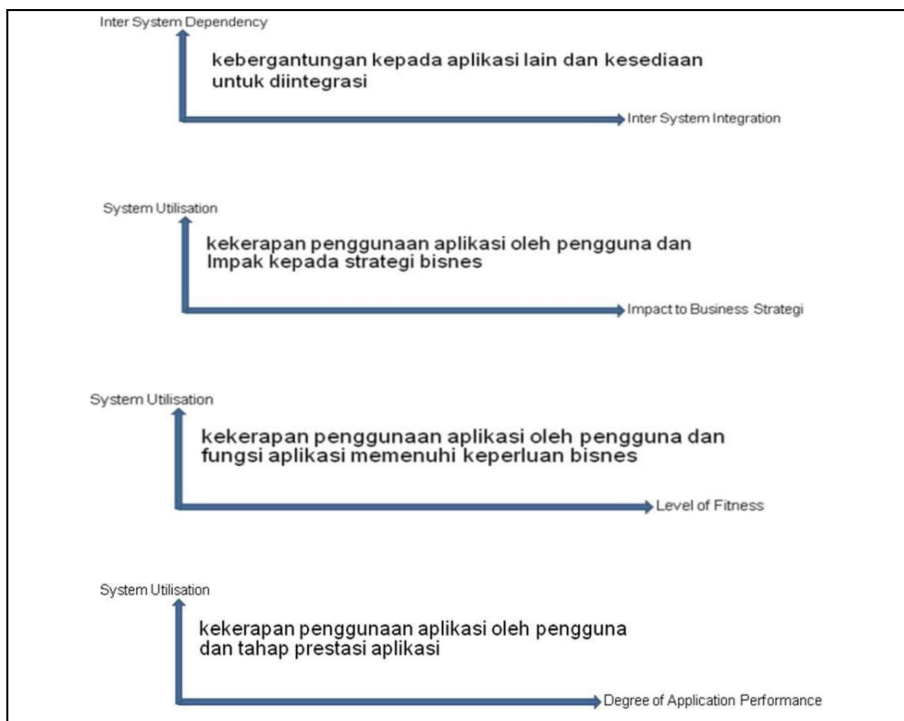 Inter System Dependency
kebergantungan kepada aplikasi lain dan kesediaan
untuk diintegrasi
Inter System Integration
System Utilisation
kekerapan penggunaan aplikasi oleh pengguna dan
Impak kepada strategi bisnes
Impact to Business Strategi
System Utilisation
kekerapan penggunaan aplikasi oleh pengguna dan
fungsi aplikasi memenuhi keperluan bisnes
Level of Fitness
System Utilisation
kekerapan penggunaan aplikasi oleh pengguna
dan tahap prestasi aplikasi
Degree of Application Performance